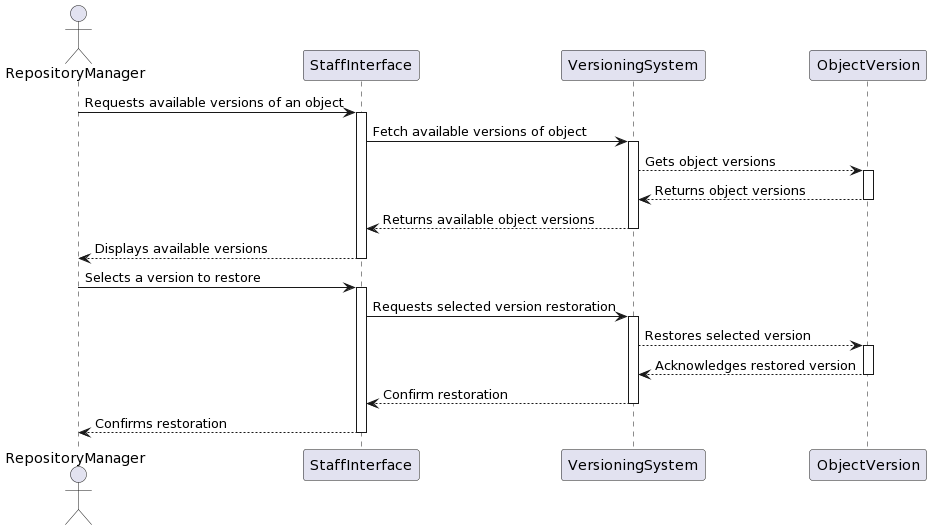 RepositoryManager
StaffInterface
VersioningSystem
ObjectVersion
Requests available versions of an object
Fetch available versions of object
Gets object versions
Returns object versions
Returns available object versions
Displays available versions
Selects a version to restore
Requests selected version restoration
Restores selected version
Acknowledges restored version
Confirm restoration
Confirms restoration
RepositoryManager
StaffInterface
VersioningSystem
ObjectVersion